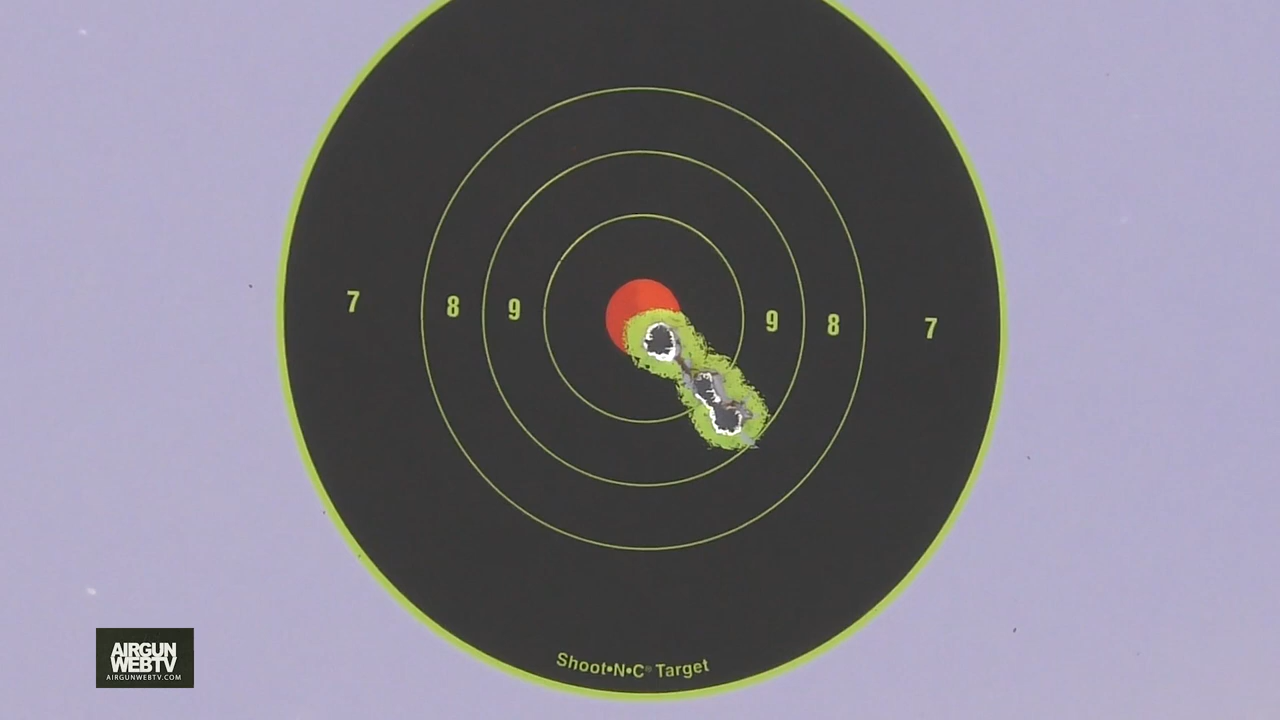 7 8 9 9 8 7
Shoot•N•C® Target
AIRGUN
WEBTV
AIRGUNWEBTV.COM